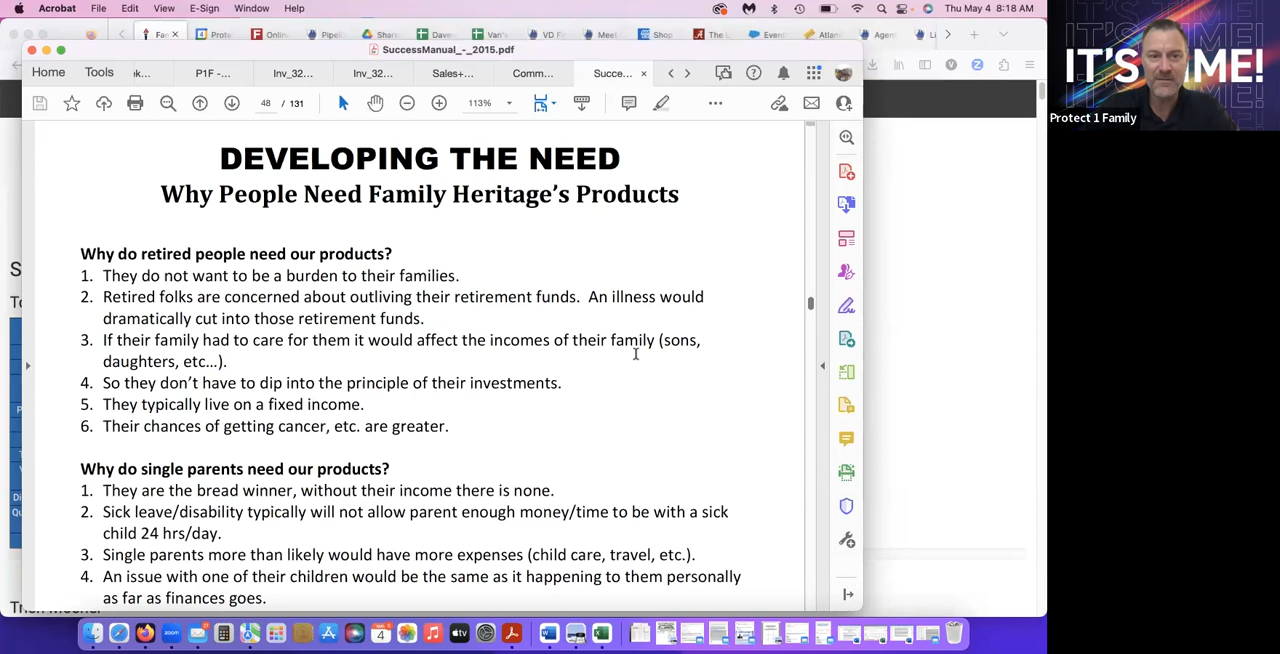 Acrobat File Edit View E-Sign Window Help Thu May 4 8:18 AM
SuccessManual_-_2015.pdf
Home Tools P1F -... Inv_32... Inv_32... Sales+... Comm... Succe... ×
48 / 131 113%
DEVELOPING THE NEED
Why People Need Family Heritage's Products
Why do retired people need our products?
1. They do not want to be a burden to their families.
2. Retired folks are concerned about outliving their retirement funds. An illness would
dramatically cut into those retirement funds.
3. If their family had to care for them it would affect the incomes of their family (sons,
daughters, etc...).
4. So they don't have to dip into the principle of their investments.
5. They typically live on a fixed income.
6. Their chances of getting cancer, etc. are greater.
Why do single parents need our products?
1. They are the bread winner, without their income there is none.
2. Sick leave/disability typically will not allow parent enough money/time to be with a sick
child 24 hrs/day.
3. Single parents more than likely would have more expenses (child care, travel, etc.).
4. An issue with one of their children would be the same as it happening to them personally
as far as finances goes.
IT'S TIME!
Protect 1 Family